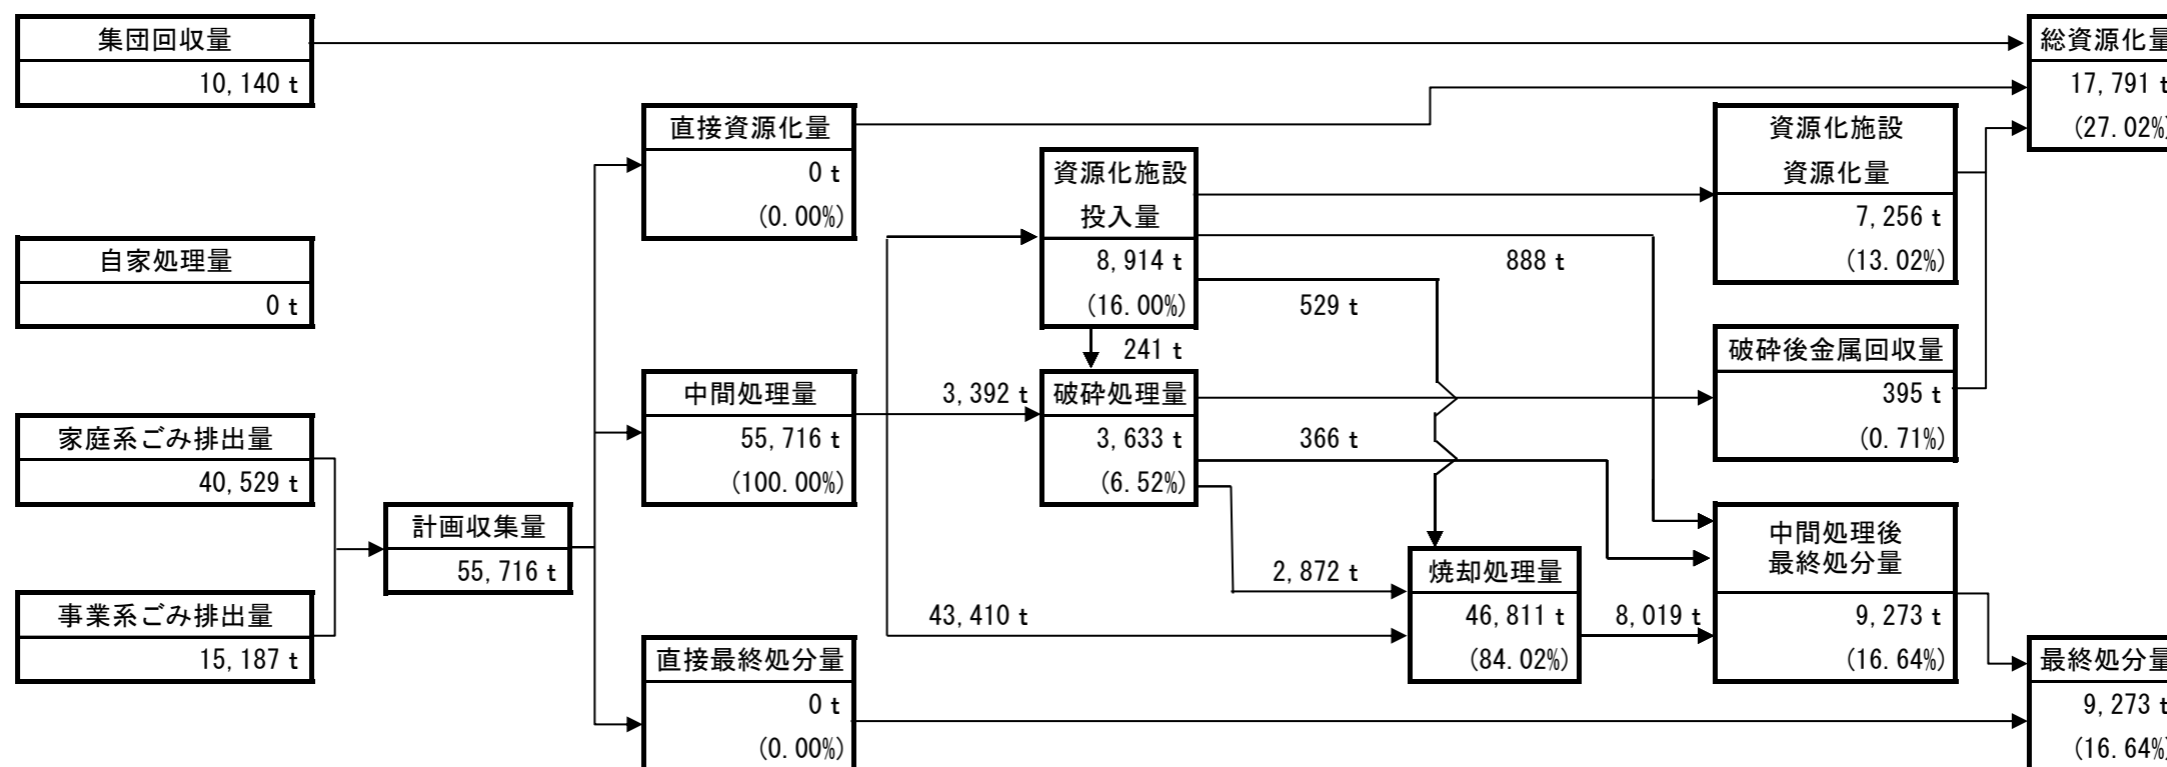 集団回収量
10,140 t
自家処理量
0 t
家庭系ごみ排出量
40,529 t
事業系ごみ排出量
15,187 t
計画収集量
55,716 t
直接資源化量
0 t
(0.00%)
中間処理量
55,716 t
(100.00%)
直接最終処分量
0 t
(0.00%)
3,392 t
43,410 t
資源化施設
投入量
8,914 t
(16.00%)
241 t
破砕処理量
3,633 t
(6.52%)
888 t
529 t
366 t
2,872 t
焼却処理量
46,811 t
(84.02%)
8,019 t
資源化施設
資源化量
7,256 t
(13.02%)
破砕後金属回収量
395 t
(0.71%)
中間処理後
最終処分量
9,273 t
(16.64%)
総資源化量
17,791 t
(27.02%)
最終処分量
9,273 t
(16.64%)